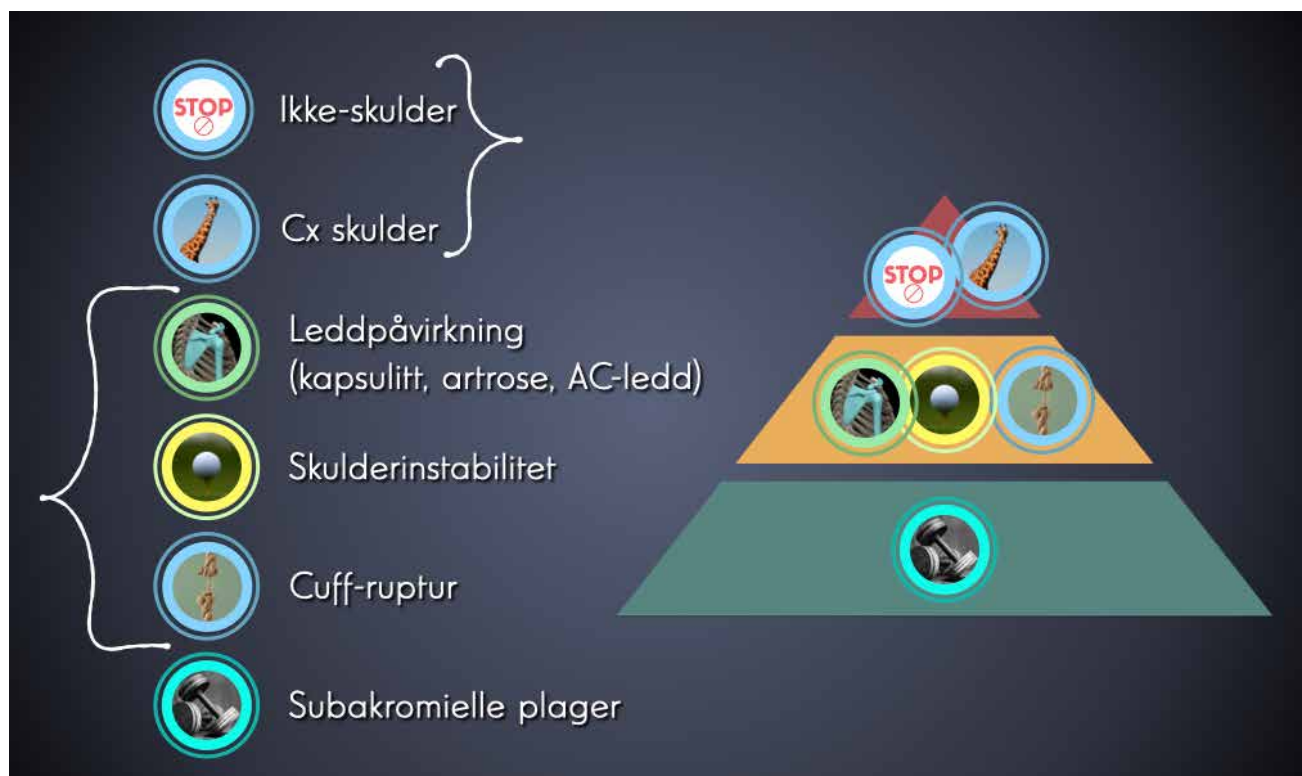 STOP
Ikke-skulder
Cx skulder
Leddpåvirkning
(kapsulitt, artrose, AC-ledd)
Skulderinstabilitet
Cuff-ruptur
Subakromielle plager
STOP